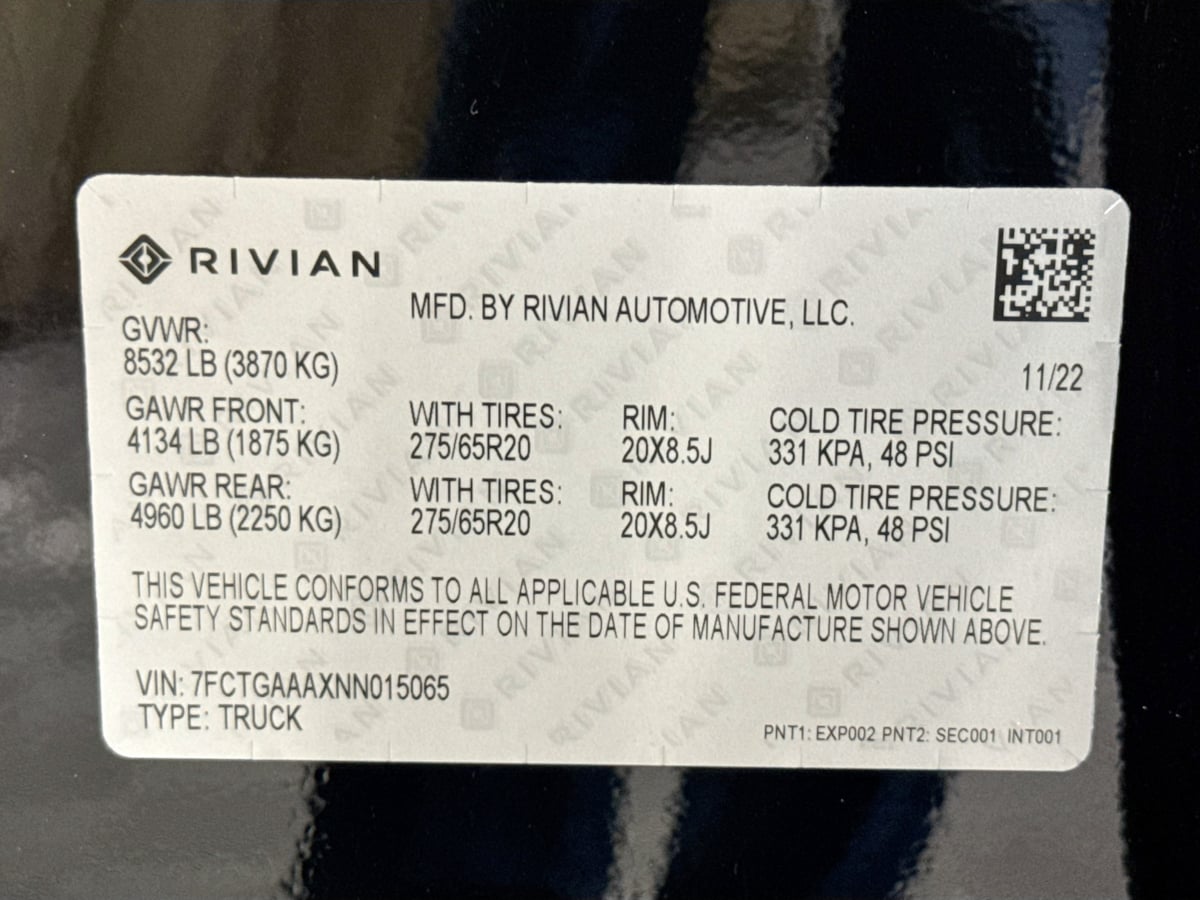 RIVIAN
MFD. BY RIVIAN AUTOMOTIVE, LLC.
GVWR:
8532 LB (3870 KG)
11/22
GAWR FRONT: WITH TIRES: RIM: COLD TIRE PRESSURE:
4134 LB (1875 KG) 275/65R20 20X8.5J 331 KPA, 48 PSI
GAWR REAR: WITH TIRES: RIM: COLD TIRE PRESSURE:
4960 LB (2250 KG) 275/65R20 20X8.5J 331 KPA, 48 PSI
THIS VEHICLE CONFORMS TO ALL APPLICABLE U.S. FEDERAL MOTOR VEHICLE
SAFETY STANDARDS IN EFFECT ON THE DATE OF MANUFACTURE SHOWN ABOVE.
VIN: 7FCTGAAAXNN015065
TYPE: TRUCK
PNT1: EXP002 PNT2: SEC001 INT001